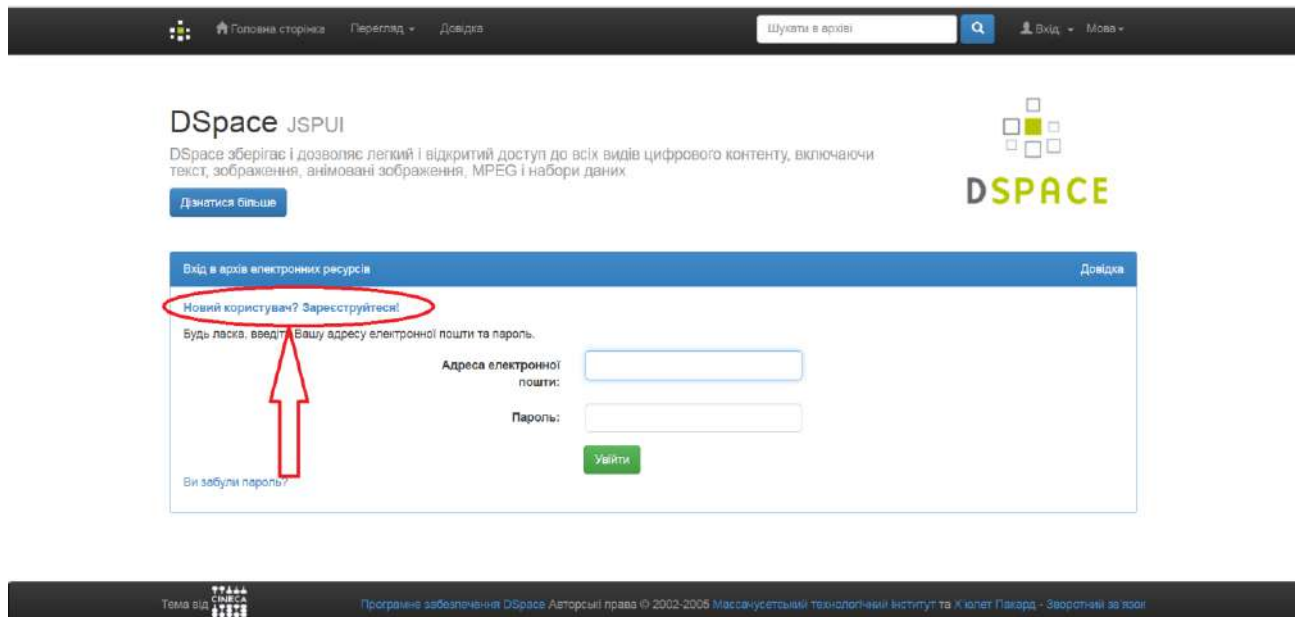 Головна сторінка Перегляд Довідка Шукати в архіві Вхід Мова
DSpace JSPUI
DSpace зберігає і дозволяє легкий і відкритий доступ до всіх видів цифрового контенту, включаючи
текст, зображення, анімовані зображення, MPEG і набори даних
DSPACE
Дізнатися більше
Вхід в архів електронних ресурсів Довідка
Новий користувач? Зареєструйтеся!
Будь ласка, введіть Вашу адресу електронної пошти та пароль.
Адреса електронної
пошти:
Пароль:
Увійти
Ви забули пароль?
Тема від CINECA Програмне забезпечення DSpace Авторські права © 2002-2005 Массачусетський технологічний інститут та Х'юлет Пакард - Зворотний зв'язок